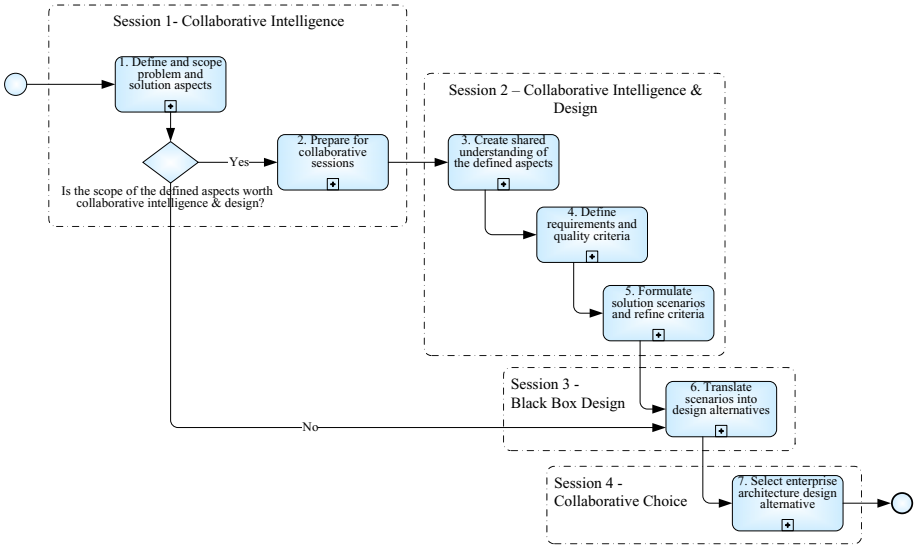 Session 1- Collaborative Intelligence
1. Define and scope
problem and
solution aspects
Yes
2. Prepare for
collaborative
sessions
Is the scope of the defined aspects worth
collaborative intelligence & design?
Session 2 – Collaborative Intelligence &
Design
3. Create shared
understanding of
the defined aspects
4. Define
requirements and
quality criteria
5. Formulate
solution scenarios
and refine criteria
Session 3 -
Black Box Design
6. Translate
scenarios into
design alternatives
No
Session 4 -
Collaborative Choice
7. Select enterprise
architecture design
alternative